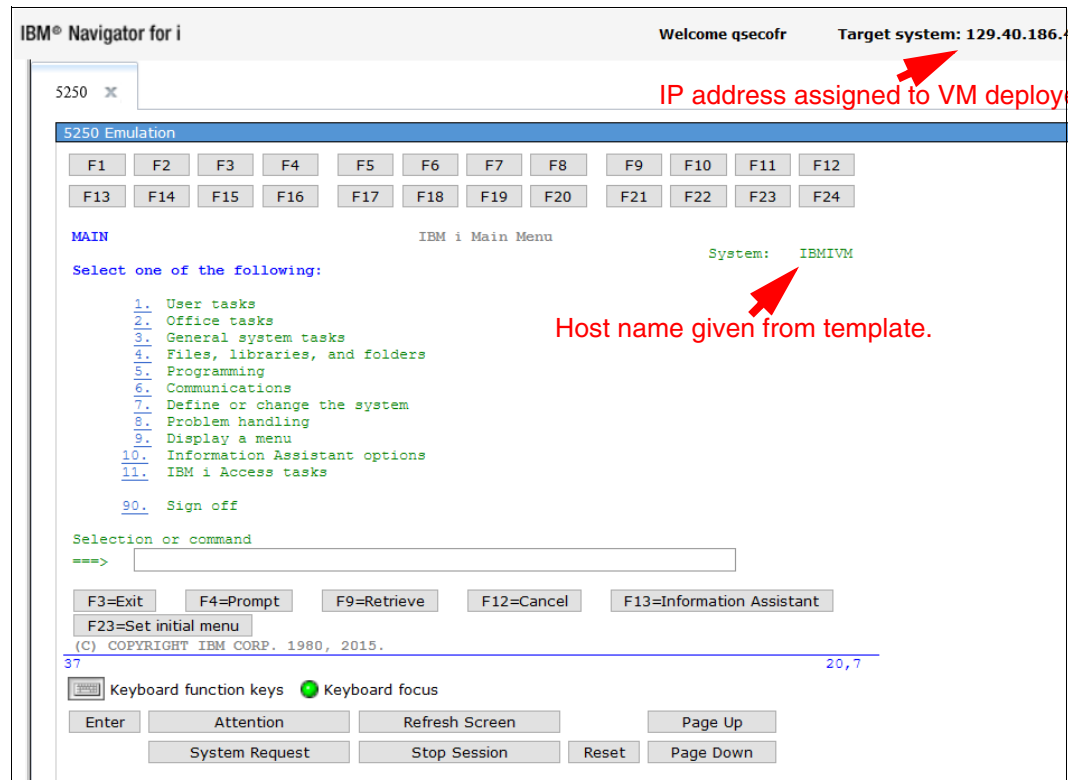 IBM® Navigator for i Welcome qsecofr Target system: 129.40.186.4
IP address assigned to VM deploye
5250 x
5250 Emulation
F1 F2 F3 F4 F5 F6 F7 F8 F9 F10 F11 F12
F13 F14 F15 F16 F17 F18 F19 F20 F21 F22 F23 F24
MAIN IBM i Main Menu
System: IBMIVM
Select one of the following:
Host name given from template.
1. User tasks
2. Office tasks
3. General system tasks
4. Files, libraries, and folders
5. Programming
6. Communications
7. Define or change the system
8. Problem handling
9. Display a menu
10. Information Assistant options
11. IBM i Access tasks
90. Sign off
Selection or command
===>
F3=Exit F4=Prompt F9=Retrieve F12=Cancel F13=Information Assistant
F23=Set initial menu
(C) COPYRIGHT IBM CORP. 1980, 2015.
37 20,7
Keyboard function keys Keyboard focus
Enter Attention Refresh Screen Page Up
System Request Stop Session Reset Page Down